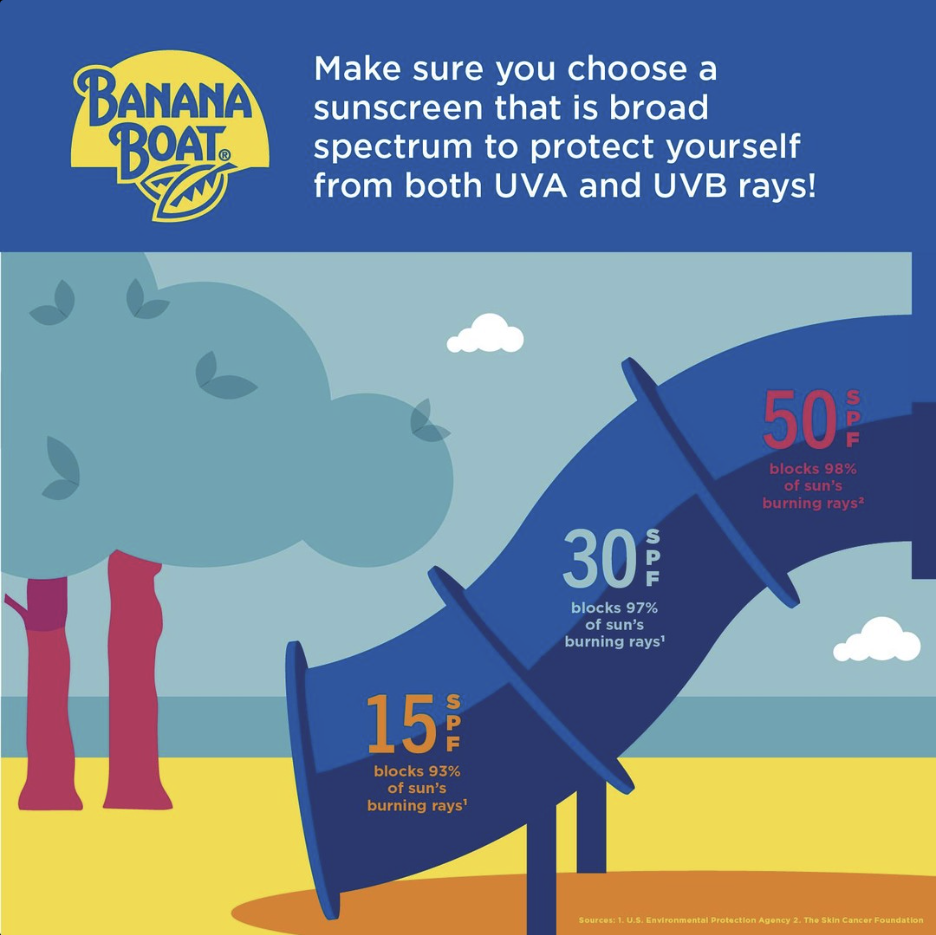 BANANA
BOAT®
Make sure you choose a
sunscreen that is broad
spectrum to protect yourself
from both UVA and UVB rays!
50 SPF
blocks 98%
of sun's
burning rays²
30 SPF
blocks 97%
of sun's
burning rays¹
15 SPF
blocks 93%
of sun's
burning rays¹
Sources: 1. U.S. Environmental Protection Agency 2. The Skin Cancer Foundation